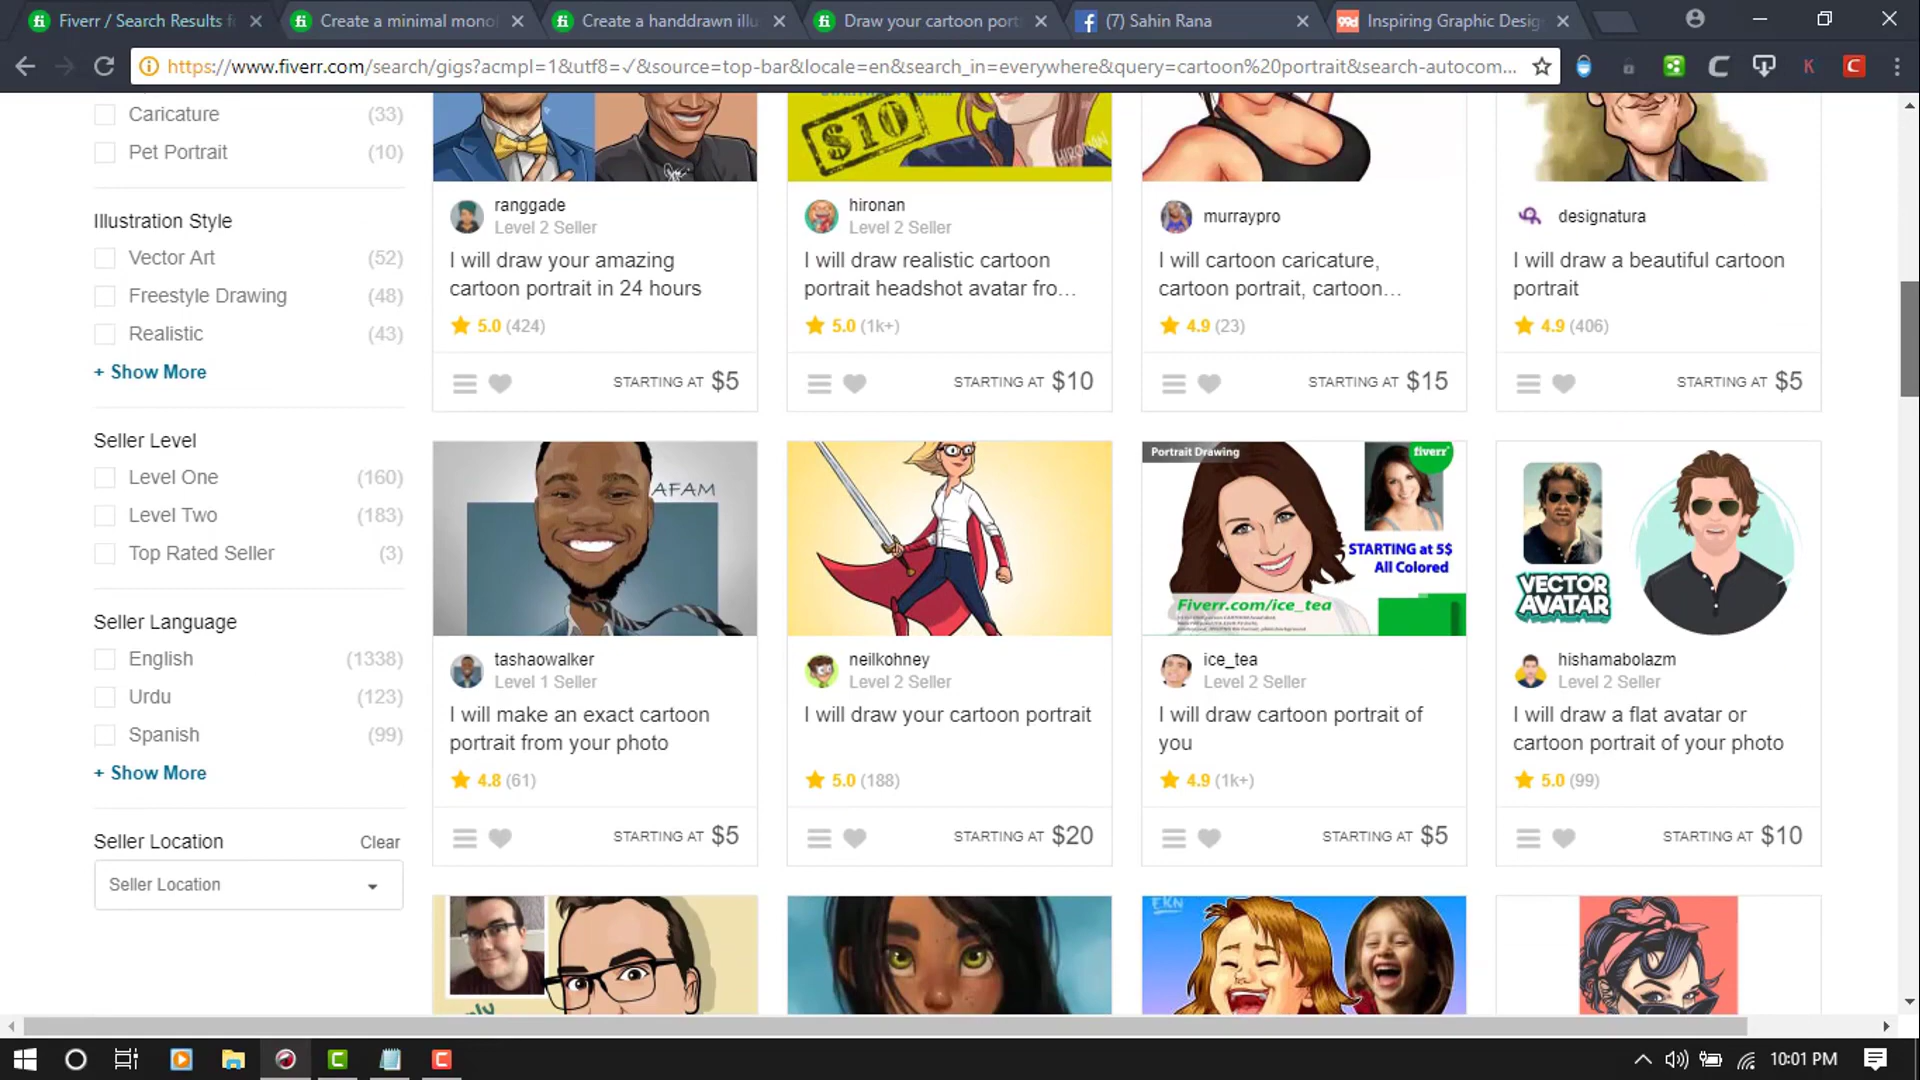 Fiverr / Search Results f
Create a minimal monol
Create a handdrawn illu
Draw your cartoon port
(7) Sahin Rana
Inspiring Graphic Desig
https://www.fiverr.com/search/gigs?acmpl=1&utf8=✓&source=top-bar&locale=en&search_in=everywhere&query=cartoon%20portrait&search-autocom...
Caricature (33)
Pet Portrait (10)
Illustration Style
Vector Art (52)
Freestyle Drawing (48)
Realistic (43)
+ Show More
Seller Level
Level One (160)
Level Two (183)
Top Rated Seller (3)
Seller Language
English (1338)
Urdu (123)
Spanish (99)
+ Show More
Seller Location Clear
Seller Location
ranggade
Level 2 Seller
I will draw your amazing
cartoon portrait in 24 hours
5.0 (424)
STARTING AT $5
$10
HIRONAN
hironan
Level 2 Seller
I will draw realistic cartoon
portrait headshot avatar fro...
5.0 (1k+)
STARTING AT $10
murraypro
I will cartoon caricature,
cartoon portrait, cartoon...
4.9 (23)
STARTING AT $15
designatura
I will draw a beautiful cartoon
portrait
4.9 (406)
STARTING AT $5
AFAM
tashaowalker
Level 1 Seller
I will make an exact cartoon
portrait from your photo
4.8 (61)
STARTING AT $5
neilkohney
Level 2 Seller
I will draw your cartoon portrait
5.0 (188)
STARTING AT $20
Portrait Drawing
fiverr
STARTING at 5$
All Colored
Fiverr.com/ice_tea
ice_tea
Level 2 Seller
I will draw cartoon portrait of
you
4.9 (1k+)
STARTING AT $5
VECTOR
AVATAR
hishamabolazm
Level 2 Seller
I will draw a flat avatar or
cartoon portrait of your photo
5.0 (99)
STARTING AT $10
EKN
10:01 PM